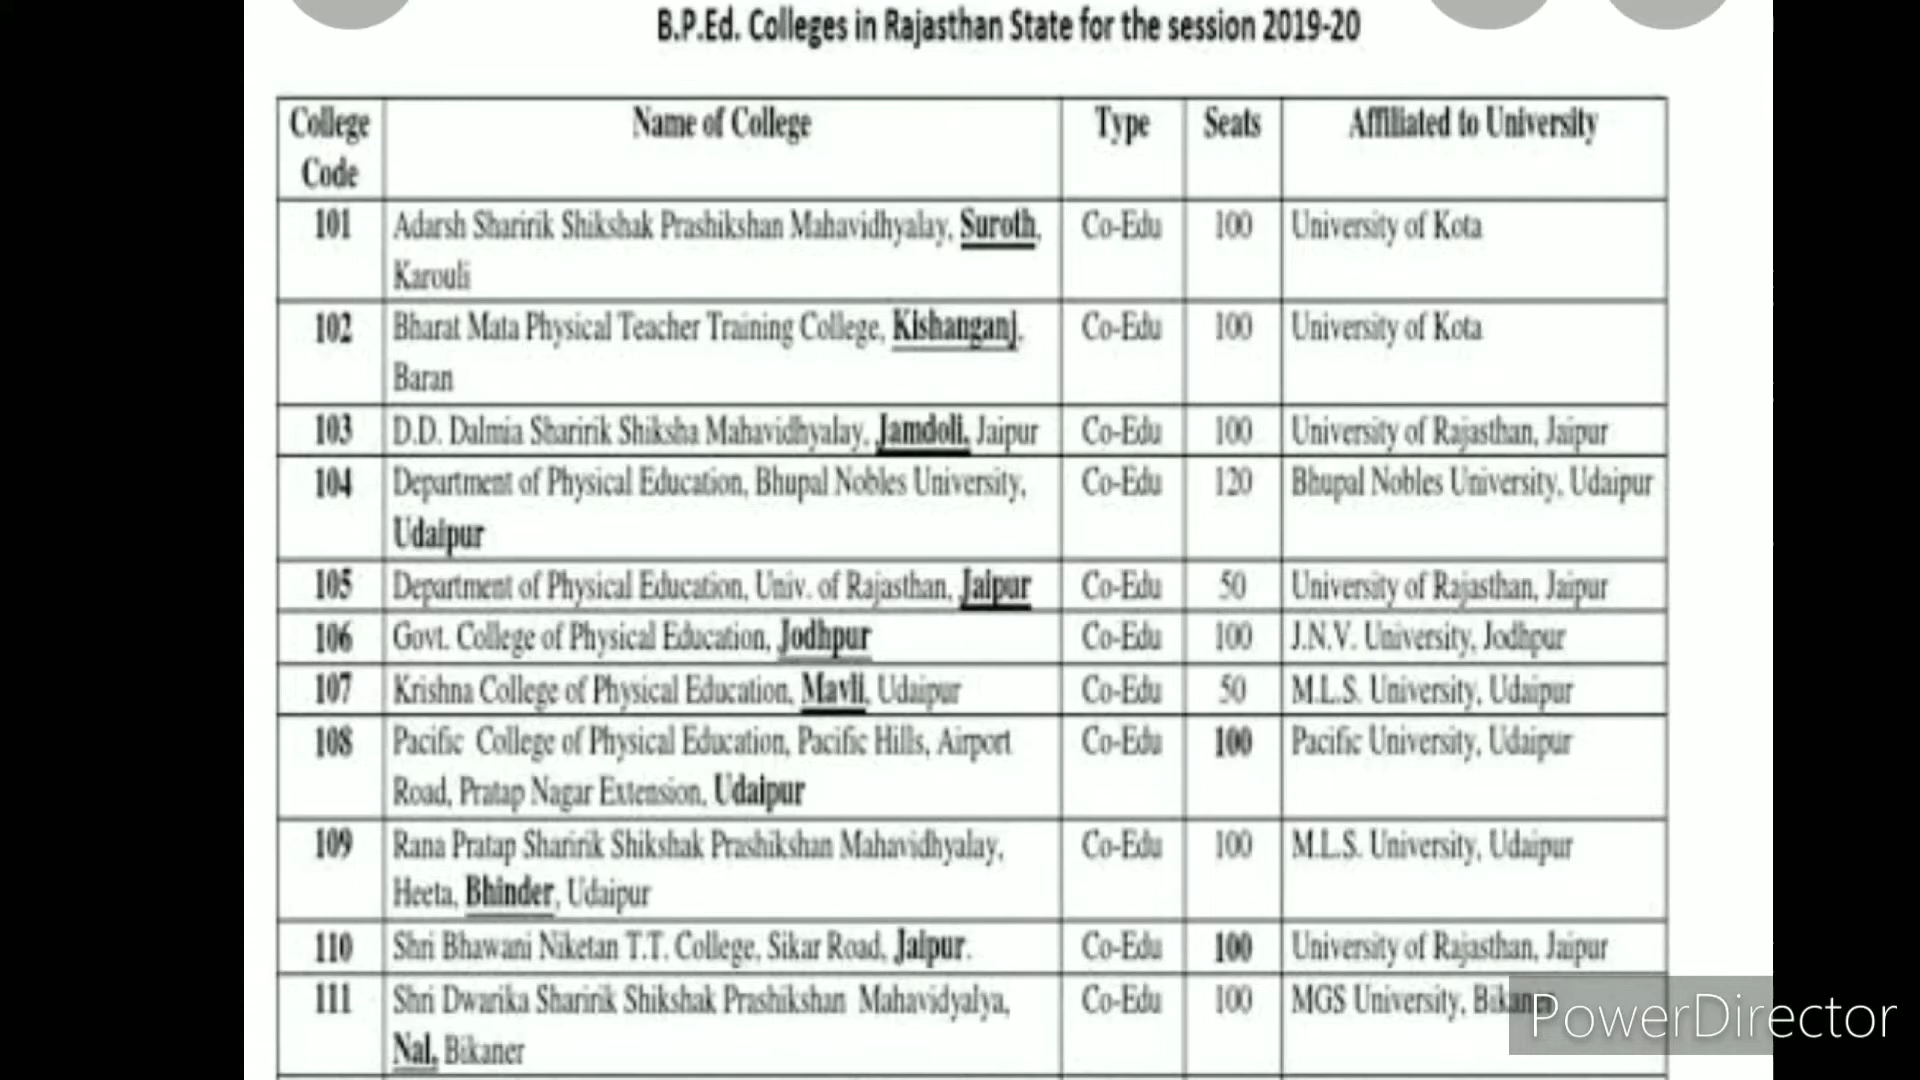 B.P.Ed. Colleges in Rajasthan State for the session 2019-20
College Code Name of College Type Seats Affiliated to University
101 Adarsh Sharirik Shikshak Prashikshan Mahavidhyalay, Suroth, Co-Edu 100 University of Kota
Karouli
102 Bharat Mata Physical Teacher Training College, Kishanganj, Co-Edu 100 University of Kota
Baran
103 D.D. Dalmia Sharirik Shiksha Mahavidhyalay, Jamdoli, Jaipur Co-Edu 100 University of Rajasthan, Jaipur
104 Department of Physical Education, Bhupal Nobles University, Co-Edu 120 Bhupal Nobles University, Udaipur
Udaipur
105 Department of Physical Education, Univ. of Rajasthan, Jaipur Co-Edu 50 University of Rajasthan, Jaipur
106 Govt. College of Physical Education, Jodhpur Co-Edu 100 J.N.V. University, Jodhpur
107 Krishna College of Physical Education, Mavli, Udaipur Co-Edu 50 M.L.S. University, Udaipur
108 Pacific College of Physical Education, Pacific Hills, Airport Co-Edu 100 Pacific University, Udaipur
Road, Pratap Nagar Extension, Udaipur
109 Rana Pratap Sharirik Shikshak Prashikshan Mahavidhyalay, Co-Edu 100 M.L.S. University, Udaipur
Heeta, Bhinder, Udaipur
110 Shri Bhawani Niketan T.T. College, Sikar Road, Jaipur. Co-Edu 100 University of Rajasthan, Jaipur
111 Shri Dwarika Sharirik Shikshak Prashikshan Mahavidyalya, Co-Edu 100 MGS University, Bikaner
Nal, Bikaner
PowerDirector